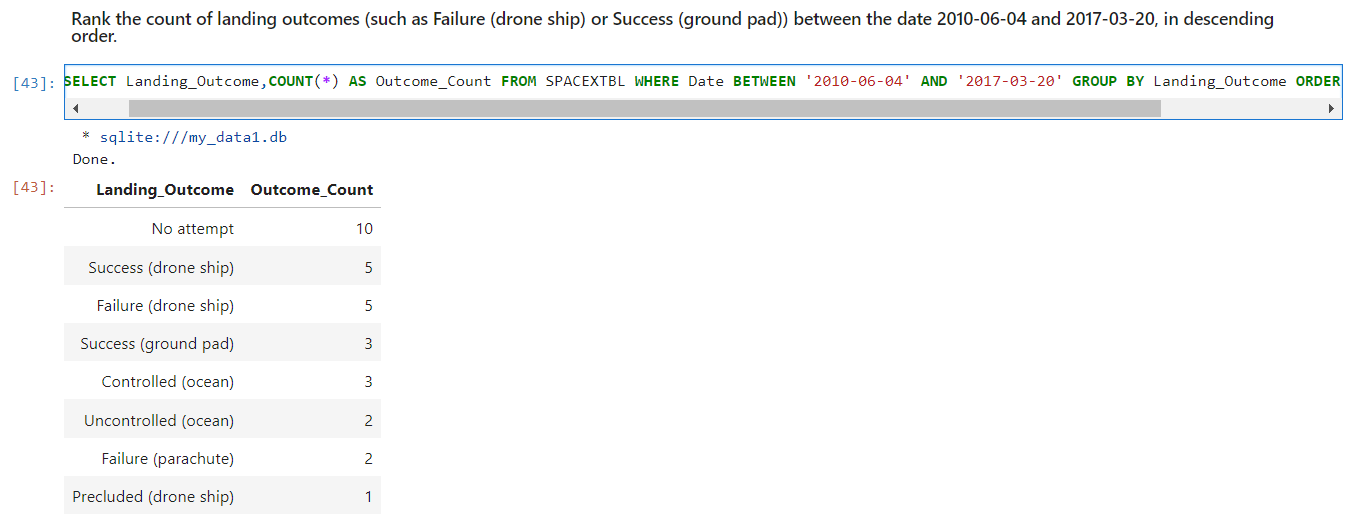 Rank the count of landing outcomes (such as Failure (drone ship) or Success (ground pad)) between the date 2010-06-04 and 2017-03-20, in descending
order.
[43]: SELECT Landing_Outcome,COUNT(*) AS Outcome_Count FROM SPACEXTBL WHERE Date BETWEEN '2010-06-04' AND '2017-03-20' GROUP BY Landing_Outcome ORDER
* sqlite:///my_data1.db
Done.
[43]: Landing_Outcome Outcome_Count
No attempt 10
Success (drone ship) 5
Failure (drone ship) 5
Success (ground pad) 3
Controlled (ocean) 3
Uncontrolled (ocean) 2
Failure (parachute) 2
Precluded (drone ship) 1